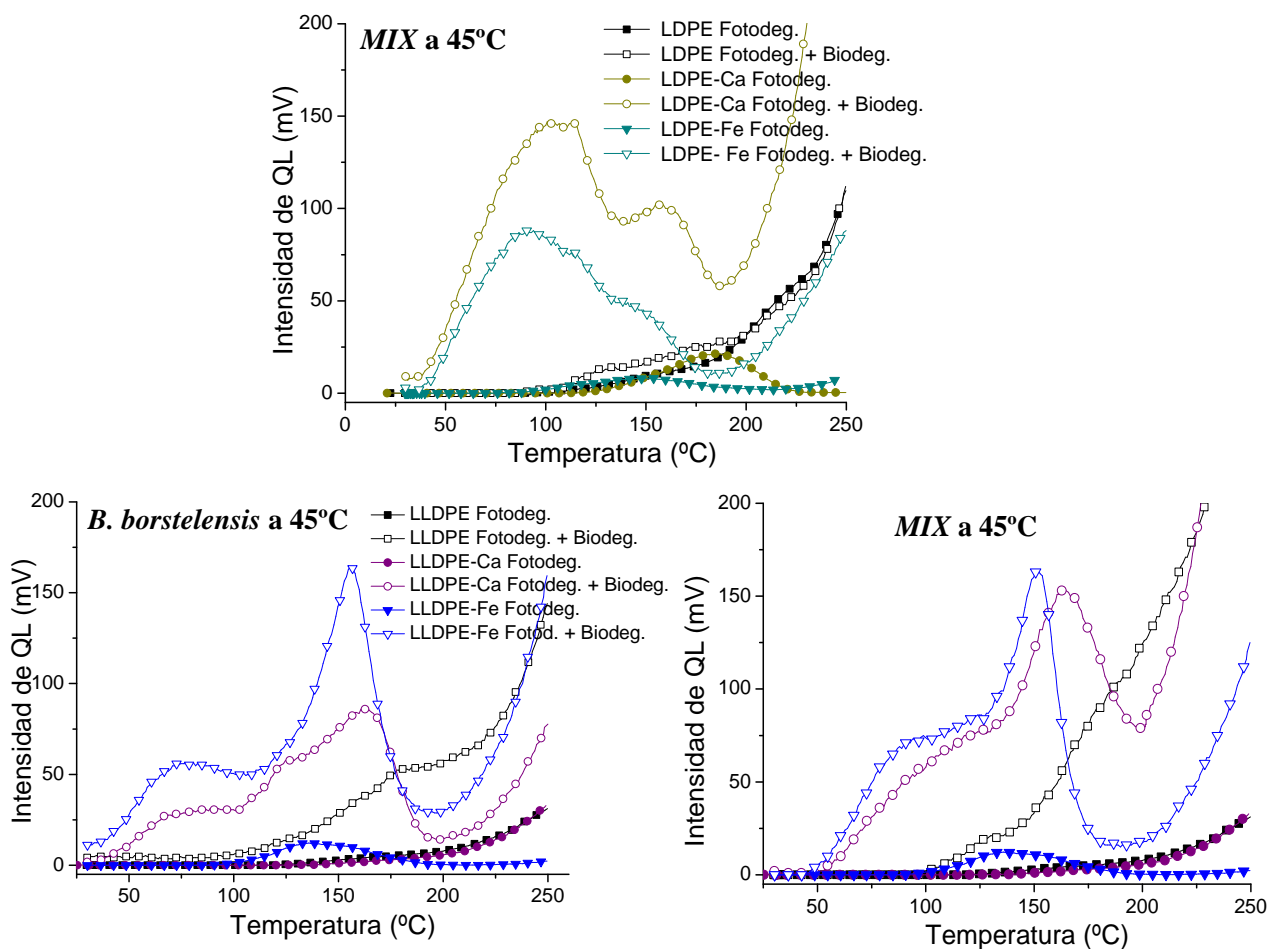 MIX a 45ºC
LDPE Fotodeg.
LDPE Fotodeg. + Biodeg.
LDPE-Ca Fotodeg.
LDPE-Ca Fotodeg. + Biodeg.
LDPE-Fe Fotodeg.
LDPE- Fe Fotodeg. + Biodeg.
200
150
100
50
0
Intensidad de QL (mV)
0 50 100 150 200 250
Temperatura (ºC)
B. borstelensis a 45ºC
LLDPE Fotodeg.
LLDPE Fotodeg. + Biodeg.
LLDPE-Ca Fotodeg.
LLDPE-Ca Fotodeg. + Biodeg.
LLDPE-Fe Fotodeg.
LLDPE-Fe Fotod. + Biodeg.
200
150
100
50
0
Intensidad de QL (mV)
50 100 150 200 250
Temperatura (ºC)
MIX a 45ºC
200
150
100
50
0
Intensidad de QL (mV)
50 100 150 200 250
Temperatura (ºC)